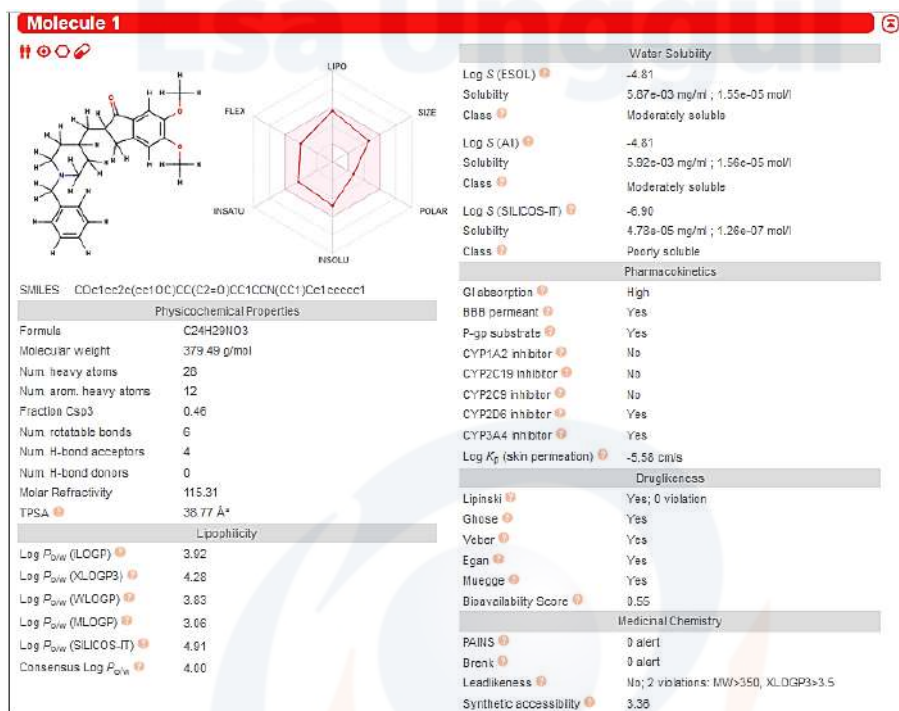 Esa Unggul
Molecule 1
LIPO
FLEX
SIZE
INSATU
POLAR
INSOLU
SMILES COc1cc2c(cc1OC)CC(C2=O)CC1CCN(CC1)Cc1ccccc1
Physicochemical Properties
Formula C24H29NO3
Molecular weight 379.49 g/mol
Num. heavy atoms 28
Num. arom. heavy atoms 12
Fraction Csp3 0.46
Num. rotatable bonds 6
Num. H-bond acceptors 4
Num. H-bond donors 0
Molar Refractivity 115.31
TPSA 38.77 Å²
Lipophilicity
Log Po/w (iLOGP) 3.92
Log Po/w (XLOGP3) 4.28
Log Po/w (WLOGP) 3.83
Log Po/w (MLOGP) 3.06
Log Po/w (SILICOS-IT) 4.91
Consensus Log Po/w 4.00
Water Solubility
Log S (ESOL) -4.81
Solubility 5.87e-03 mg/ml ; 1.55e-05 mol/l
Class Moderately soluble
Log S (Ali) -4.81
Solubility 5.92e-03 mg/ml ; 1.56e-05 mol/l
Class Moderately soluble
Log S (SILICOS-IT) -6.90
Solubility 4.78e-05 mg/ml ; 1.26e-07 mol/l
Class Poorly soluble
Pharmacokinetics
GI absorption High
BBB permeant Yes
P-gp substrate Yes
CYP1A2 inhibitor No
CYP2C19 inhibitor No
CYP2C9 inhibitor No
CYP2D6 inhibitor Yes
CYP3A4 inhibitor Yes
Log Kp (skin permeation) -5.58 cm/s
Druglikeness
Lipinski Yes; 0 violation
Ghose Yes
Veber Yes
Egan Yes
Muegge Yes
Bioavailability Score 0.55
Medicinal Chemistry
PAINS 0 alert
Brenk 0 alert
Leadlikeness No; 2 violations: MW>350, XLOGP3>3.5
Synthetic accessibility 3.36